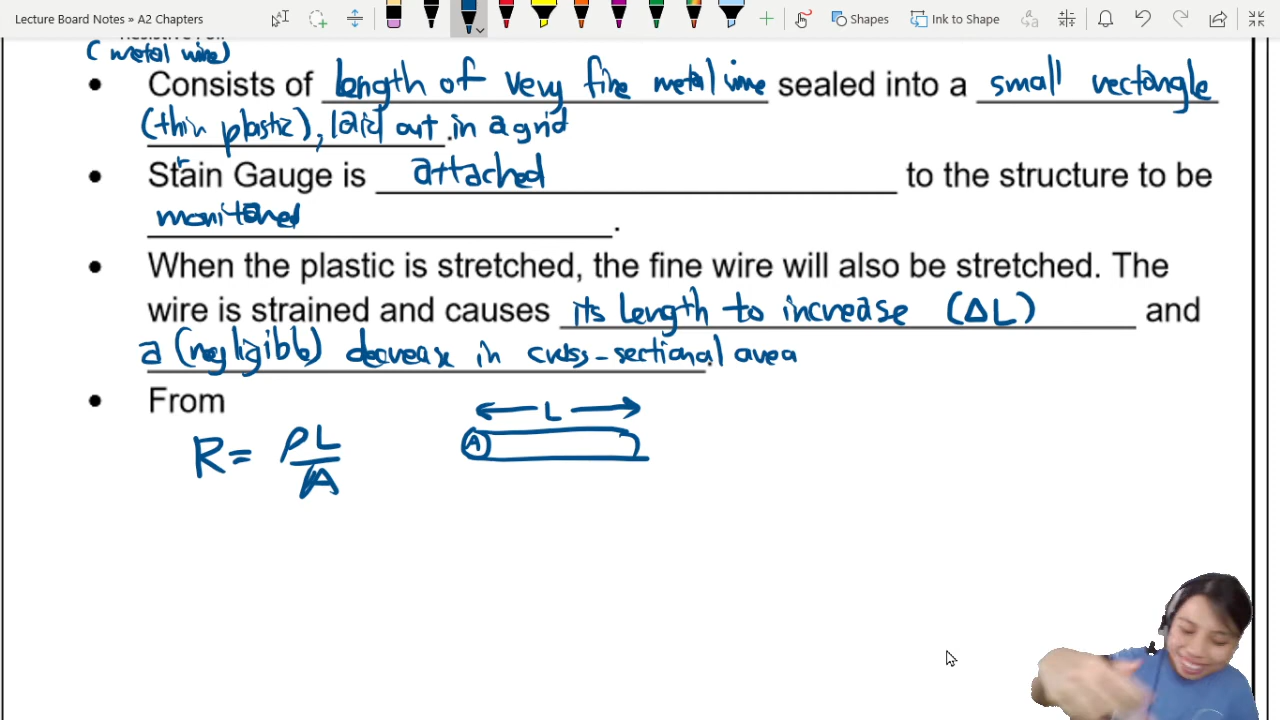 Lecture Board Notes » A2 Chapters
Shapes
Ink to Shape
(metal wire)
• Consists of length of very fine metal wire sealed into a small rectangle
(thin plastic), laid out in a grid.
• Strain Gauge is attached to the structure to be
monitored.
• When the plastic is stretched, the fine wire will also be stretched. The
wire is strained and causes its length to increase (ΔL) and
a (negligible) decrease in cross-sectional area.
• From
L
R = ρL/A
A